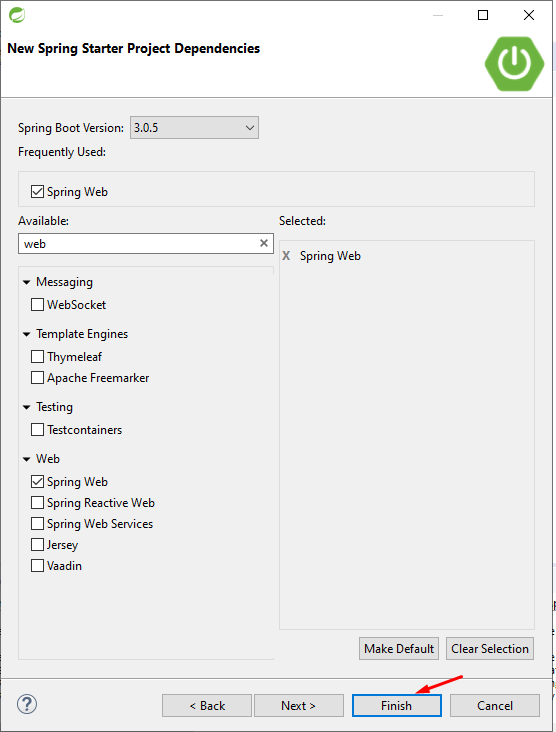 New Spring Starter Project Dependencies
Spring Boot Version: 3.0.5
Frequently Used:
Spring Web
Available:
web
Messaging
WebSocket
Template Engines
Thymeleaf
Apache Freemarker
Testing
Testcontainers
Web
Spring Web
Spring Reactive Web
Spring Web Services
Jersey
Vaadin
Selected:
X Spring Web
Make Default
Clear Selection
?
< Back
Next >
Finish
Cancel